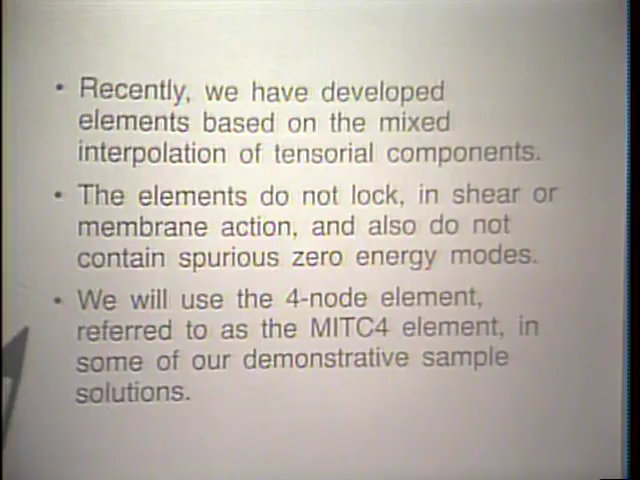 • Recently, we have developed
elements based on the mixed
interpolation of tensorial components.
• The elements do not lock, in shear or
membrane action, and also do not
contain spurious zero energy modes.
• We will use the 4-node element,
referred to as the MITC4 element, in
some of our demonstrative sample
solutions.